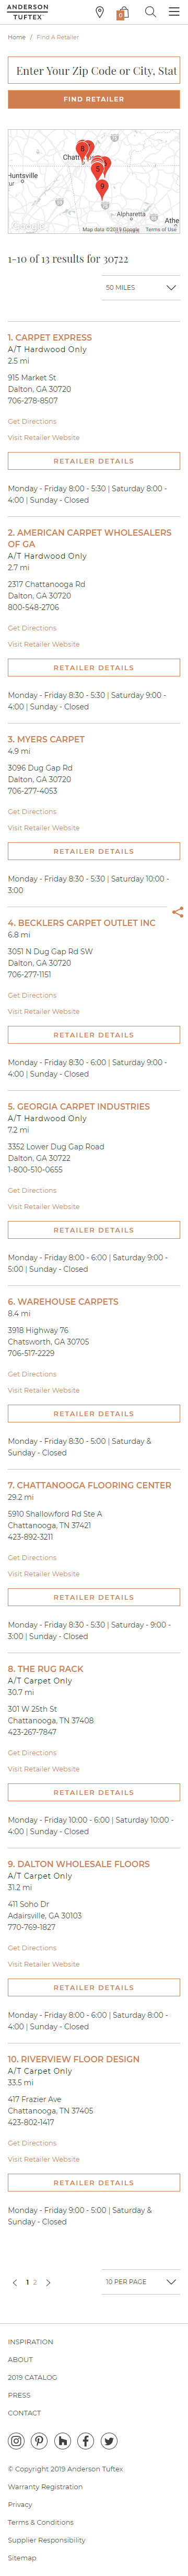 ANDERSON
TUFTEX
0
Home / Find A Retailer
Enter Your Zip Code or City, Stat
FIND RETAILER
Huntsville
Alpharetta
Map data ©2019 Google Terms of Use
1-10 of 13 results for 30722
50 MILES
1. CARPET EXPRESS
A/T Hardwood Only
2.5 mi
915 Market St
Dalton, GA 30720
706-278-8507
Get Directions
Visit Retailer Website
RETAILER DETAILS
Monday - Friday 8:30 - 5:30 | Saturday 8:00 -
4:00 | Sunday - Closed
2. AMERICAN CARPET WHOLESALERS
OF GA
A/T Hardwood Only
2.7 mi
2317 Chattanooga Rd
Dalton, GA 30720
800-548-2706
Get Directions
Visit Retailer Website
RETAILER DETAILS
Monday - Friday 8:30 - 5:30 | Saturday 9:00 -
4:00 | Sunday - Closed
3. MYERS CARPET
4.9 mi
3096 Dug Gap Rd
Dalton, GA 30720
706-277-4053
Get Directions
Visit Retailer Website
RETAILER DETAILS
Monday - Friday 8:30 - 5:30 | Saturday 10:00 -
3:00
4. BECKLERS CARPET OUTLET INC
6.8 mi
3051 N Dug Gap Rd SW
Dalton, GA 30720
706-277-1151
Get Directions
Visit Retailer Website
RETAILER DETAILS
Monday - Friday 8:30 - 6:00 | Saturday 9:00 -
4:00 | Sunday - Closed
5. GEORGIA CARPET INDUSTRIES
A/T Hardwood Only
7.2 mi
3352 Lower Dug Gap Road
Dalton, GA 30722
1-800-510-0655
Get Directions
Visit Retailer Website
RETAILER DETAILS
Monday - Friday 8:00 - 6:00 | Saturday 9:00 -
5:00 | Sunday - Closed
6. WAREHOUSE CARPETS
8.4 mi
3918 Highway 76
Chatsworth, GA 30705
706-517-2229
Get Directions
Visit Retailer Website
RETAILER DETAILS
Monday - Friday 8:30 - 5:00 | Saturday &
Sunday - Closed
7. CHATTANOOGA FLOORING CENTER
29.2 mi
5910 Shallowford Rd Ste A
Chattanooga, TN 37421
423-892-3211
Get Directions
Visit Retailer Website
RETAILER DETAILS
Monday - Friday 8:30 - 5:30 | Saturday - 9:00 -
3:00 | Sunday - Closed
8. THE RUG RACK
A/T Carpet Only
30.7 mi
301 W 25th St
Chattanooga, TN 37408
423-267-7847
Get Directions
Visit Retailer Website
RETAILER DETAILS
Monday - Friday 10:00 - 6:00 | Saturday 10:00 -
4:00 | Sunday - Closed
9. DALTON WHOLESALE FLOORS
A/T Carpet Only
31.2 mi
411 Soho Dr
Adairsville, GA 30103
770-769-1827
Get Directions
Visit Retailer Website
RETAILER DETAILS
Monday - Friday 8:00 - 6:00 | Saturday 8:00 -
4:00 | Sunday - Closed
10. RIVERVIEW FLOOR DESIGN
A/T Carpet Only
33.5 mi
417 Frazier Ave
Chattanooga, TN 37405
423-802-1417
Get Directions
Visit Retailer Website
RETAILER DETAILS
Monday - Friday 9:00 - 5:00 | Saturday &
Sunday - Closed
1 2
10 PER PAGE
INSPIRATION
ABOUT
2019 CATALOG
PRESS
CONTACT
© Copyright 2019 Anderson Tuftex
Warranty Registration
Privacy
Terms & Conditions
Supplier Responsibility
Sitemap